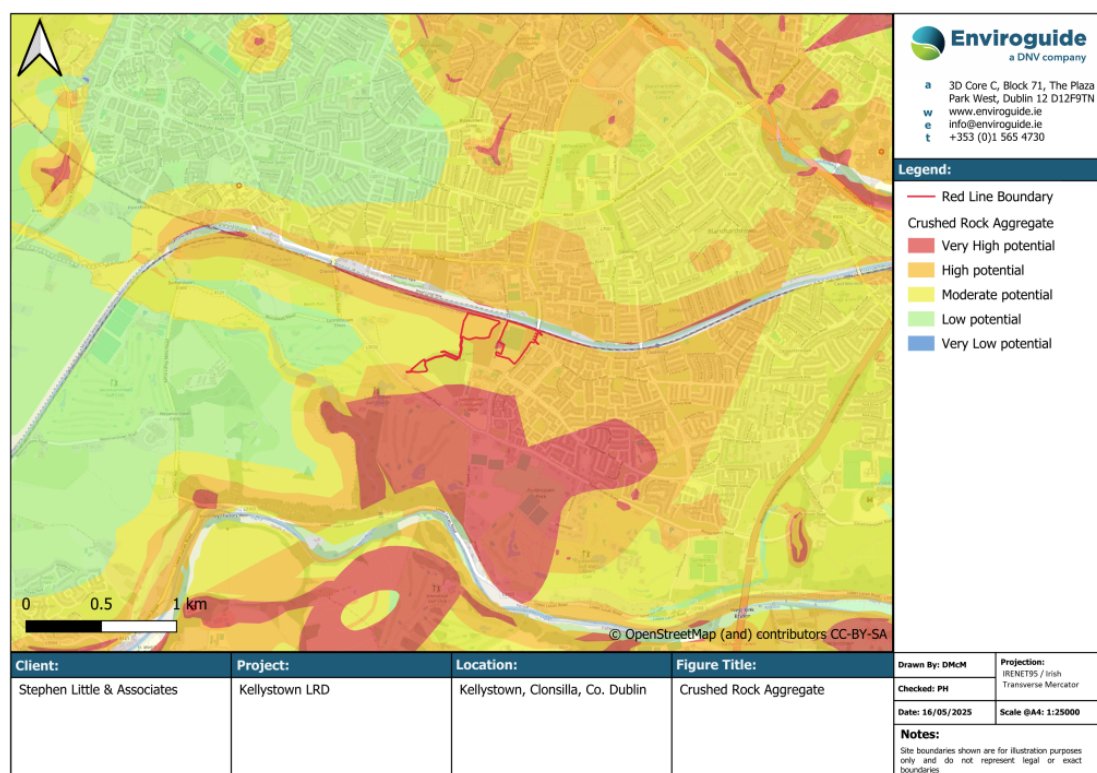 Enviroguide
a DNV company
a 3D Core C, Block 71, The Plaza
Park West, Dublin 12 D12F9TN
w www.enviroguide.ie
e info@enviroguide.ie
t +353 (0)1 565 4730
Legend:
Red Line Boundary
Crushed Rock Aggregate
Very High potential
High potential
Moderate potential
Low potential
Very Low potential
0 0.5 1 km
© OpenStreetMap (and) contributors CC-BY-SA
Client:
Stephen Little & Associates
Project:
Kellystown LRD
Location:
Kellystown, Clonsilla, Co. Dublin
Figure Title:
Crushed Rock Aggregate
Drawn By: DMcM
Checked: PH
Date: 16/05/2025
Projection:
IRENET95 / Irish
Transverse Mercator
Scale @A4: 1:25000
Notes:
Site boundaries shown are for illustration purposes
only and do not represent legal or exact
boundaries